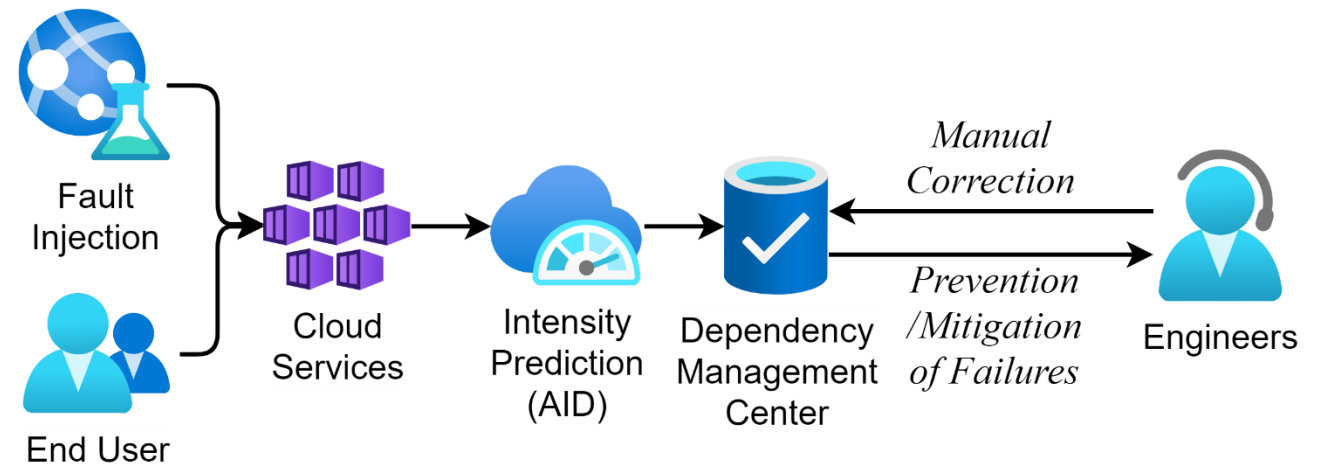 Fault
Injection
End User
Cloud
Services
Intensity
Prediction
(AID)
Dependency
Management
Center
Manual
Correction
Prevention
/Mitigation
of Failures
Engineers